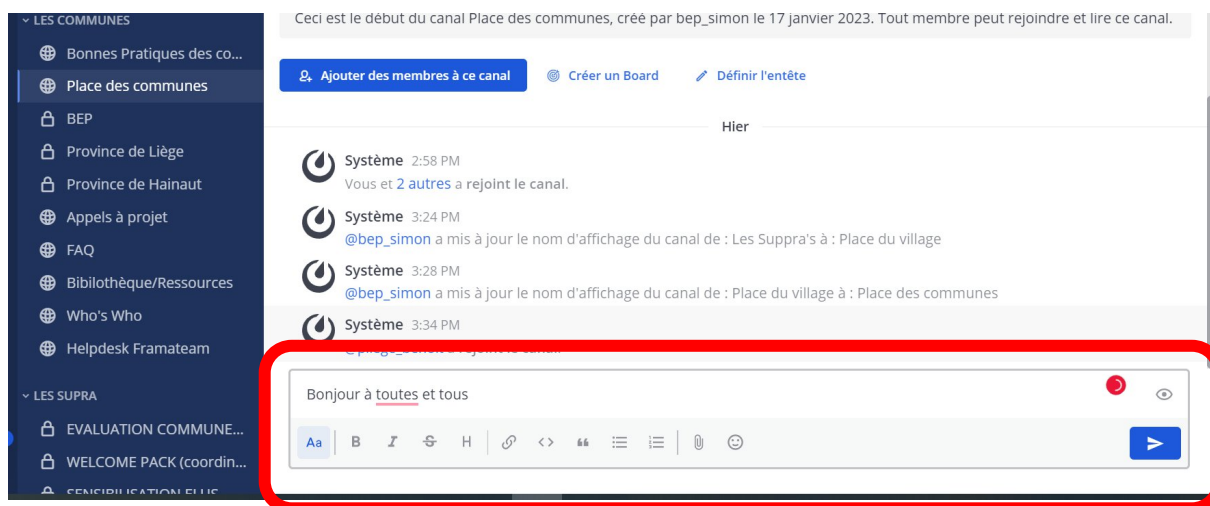 LES COMMUNES
Bonnes Pratiques des co...
Place des communes
BEP
Province de Liège
Province de Hainaut
Appels à projet
FAQ
Bibilothèque/Ressources
Who's Who
Helpdesk Framateam
LES SUPRA
EVALUATION COMMUNE...
WELCOME PACK (coordin...
SENSIBILISATION ELUS
Ceci est le début du canal Place des communes, créé par bep_simon le 17 janvier 2023. Tout membre peut rejoindre et lire ce canal.
Ajouter des membres à ce canal Créer un Board Définir l'entête
Hier
Système 2:58 PM
Vous et 2 autres a rejoint le canal.
Système 3:24 PM
@bep_simon a mis à jour le nom d'affichage du canal de : Les Suppra's à : Place du village
Système 3:28 PM
@bep_simon a mis à jour le nom d'affichage du canal de : Place du village à : Place des communes
Système 3:34 PM
a rejoint le canal.
Bonjour à toutes et tous
Aa B I S H